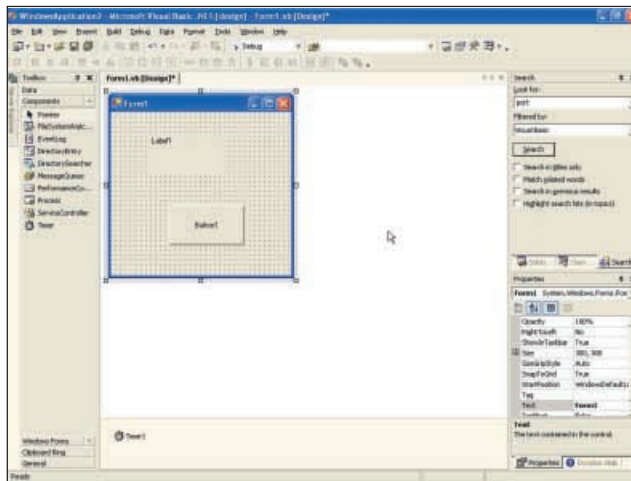 WindowsApplication3 - Microsoft Visual Basic .NET [design] - Form1.vb [Design]*
File Edit View Project Build Debug Data Format Tools Window Help
Debug
Toolbox
Data
Components
Pointer
FileSystemWatc...
EventLog
DirectoryEntry
DirectorySearcher
MessageQueue
PerformanceCo...
Process
ServiceController
Timer
Windows Forms
Clipboard Ring
General
Form1.vb [Design]*
Form1
Label1
Button1
Timer1
Search
Look for:
port
Filtered by:
Visual Basic
Search
Search in titles only
Match related words
Search in previous results
Highlight search hits (in topics)
Search
Properties
Form1 System.Windows.Forms.For
Opacity 100%
RightToLeft No
ShowInTaskbar True
Size 300, 300
SizeGripStyle Auto
SnapToGrid True
StartPosition WindowsDefaultL
Tag
Text Form1
Text
The text contained in the control.
Properties Dynamic Help
Ready